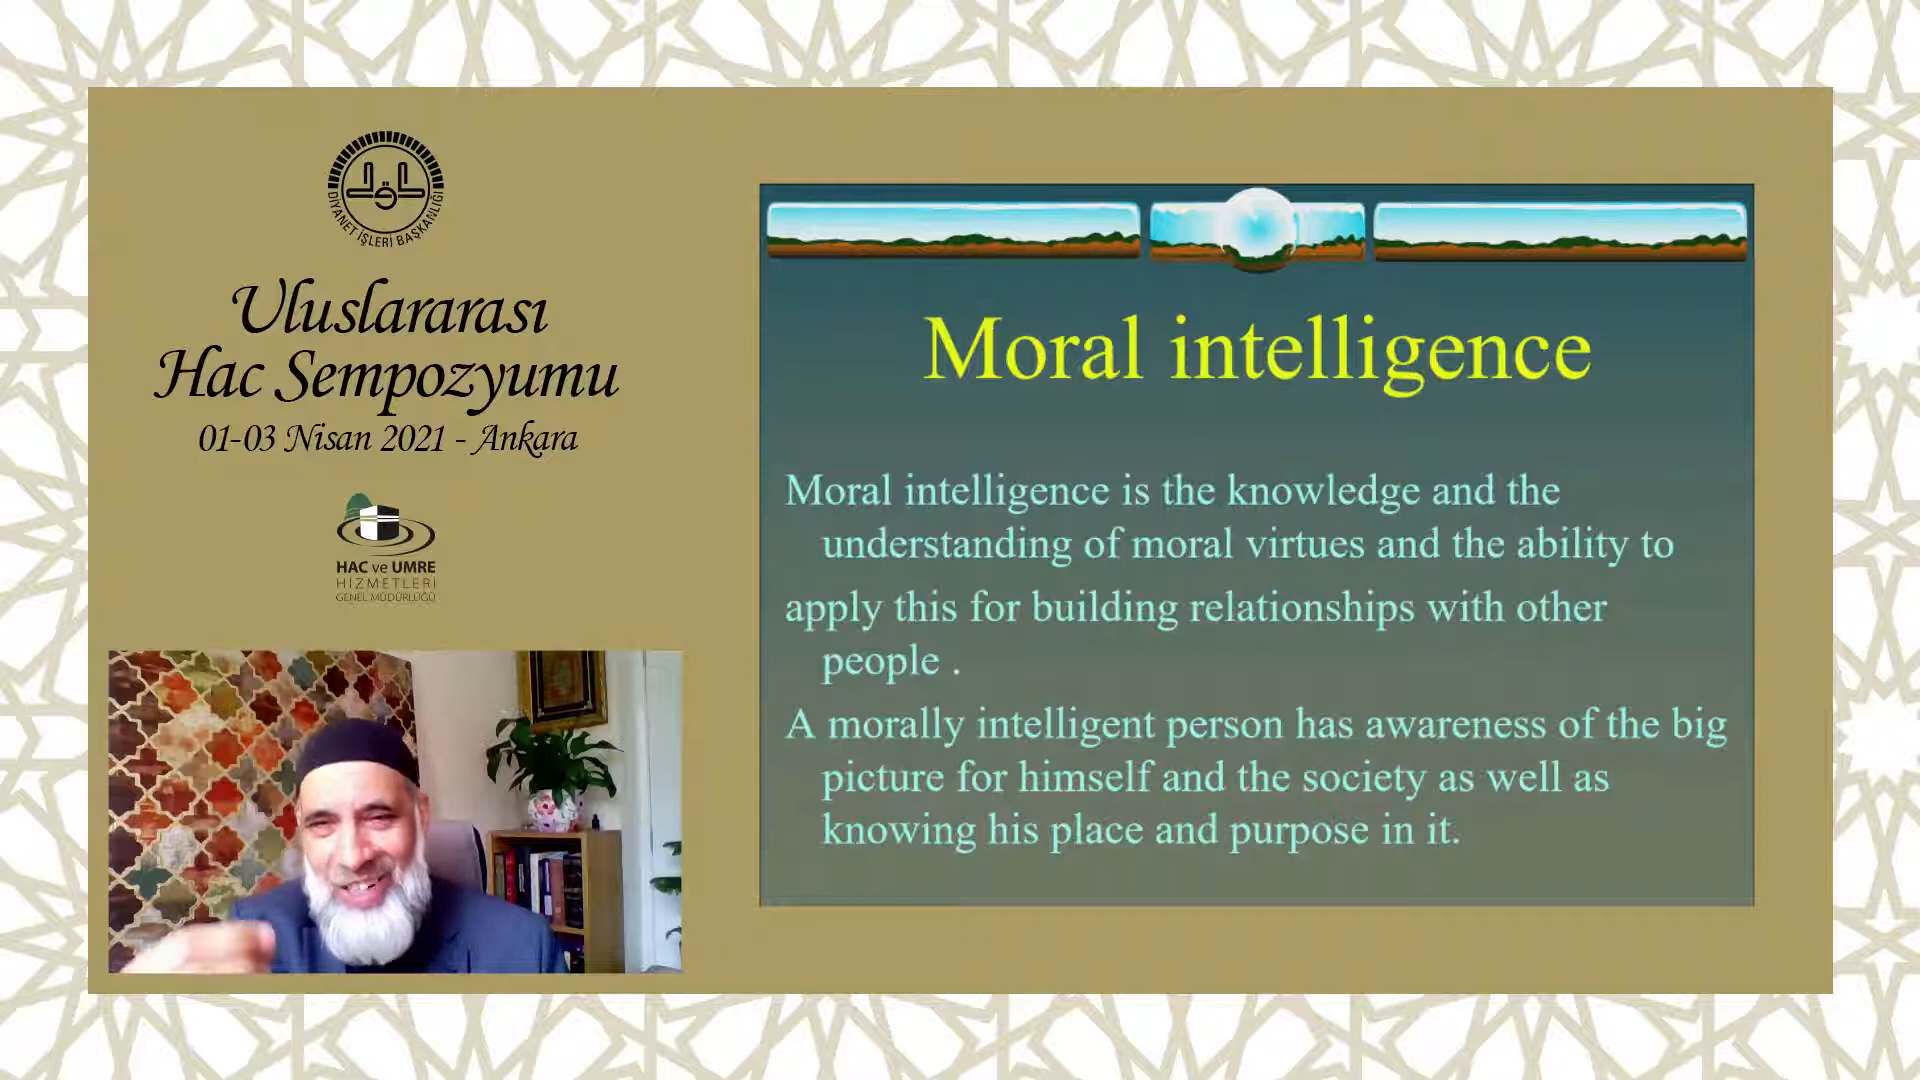 DİYANET İŞLERİ BAŞKANLIĞI
Uluslararası
Hac Sempozyumu
01-03 Nisan 2021 - Ankara
HAC ve UMRE
HİZMETLERİ
GENEL MÜDÜRLÜĞÜ
Moral intelligence
Moral intelligence is the knowledge and the
understanding of moral virtues and the ability to
apply this for building relationships with other
people .
A morally intelligent person has awareness of the big
picture for himself and the society as well as
knowing his place and purpose in it.